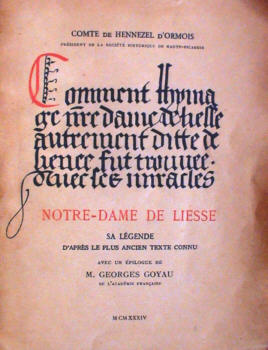 COMTE DE HENNEZEL D'ORMOIS
PRÉSIDENT DE LA SOCIÉTÉ HISTORIQUE DE HAUTE-PICARDIE
Comment lymage
nre dame de liesse
autrement ditte de
lience fut trouuee
Auec ses miracles
NOTRE-DAME DE LIESSE
SA LÉGENDE
D'APRÈS LE PLUS ANCIEN TEXTE CONNU
AVEC UN ÉPILOGUE DE
M. GEORGES GOYAU
DE L'ACADÉMIE FRANÇAISE
MCMXXXIV